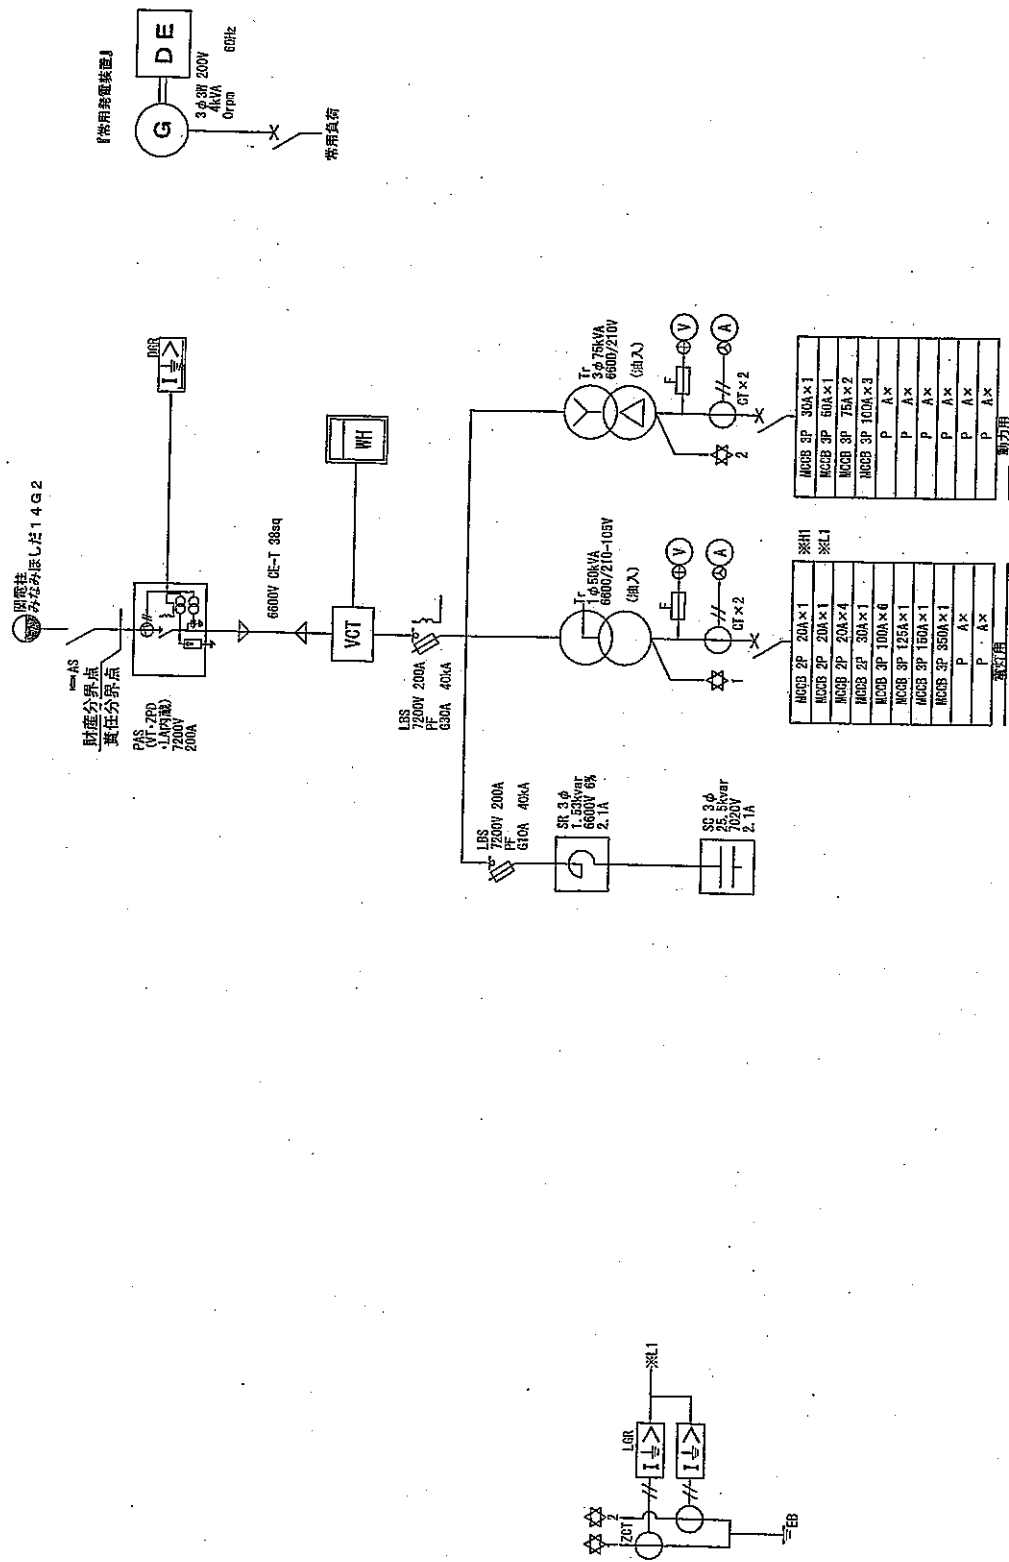 『常用発電装置』
G
DE
3φ3W 200V
4kVA 60Hz
0rpm
常用負荷
関電柱
みなみほしだ14G2
AS
財産分界点
責任分界点
PAS
(VT・ZPD
・LA内蔵)
7200V
200A
DGR
I>
6600V CE-T 38sq
VCT
WH
LBS
7200V 200A
PF
G30A 40kA
LBS
7200V 200A
PF
G10A 40kA
SR 3φ
1.53kvar
6600V 6%
2.1A
SC 3φ
25.5kvar
7020V
2.1A
Tr
1φ50kVA
6600/210-105V
(油入)
F
V
A
CT×2
1
MCCB 2P 20A×1 ※H1
MCCB 2P 20A×1 ※L1
MCCB 2P 20A×4
MCCB 2P 30A×1
MCCB 3P 100A×6
MCCB 3P 125A×1
MCCB 3P 150A×1
MCCB 3P 350A×1
P A×
P A×
電灯用
Tr
3φ75kVA
6600/210V
(油入)
F
V
A
CT×2
2
MCCB 3P 30A×1
MCCB 3P 60A×1
MCCB 3P 75A×2
MCCB 3P 100A×3
P A×
P A×
P A×
P A×
P A×
P A×
動力用
ZCT
1
2
LGR
I>
I>
※L1
EB